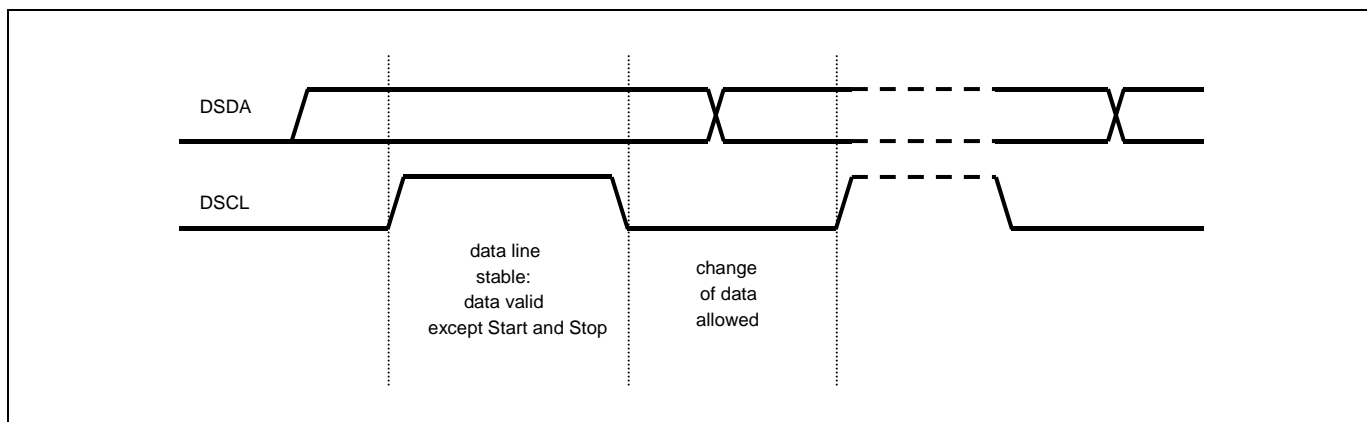 DSDA
DSCL
data line
stable:
data valid
except Start and Stop
change
of data
allowed